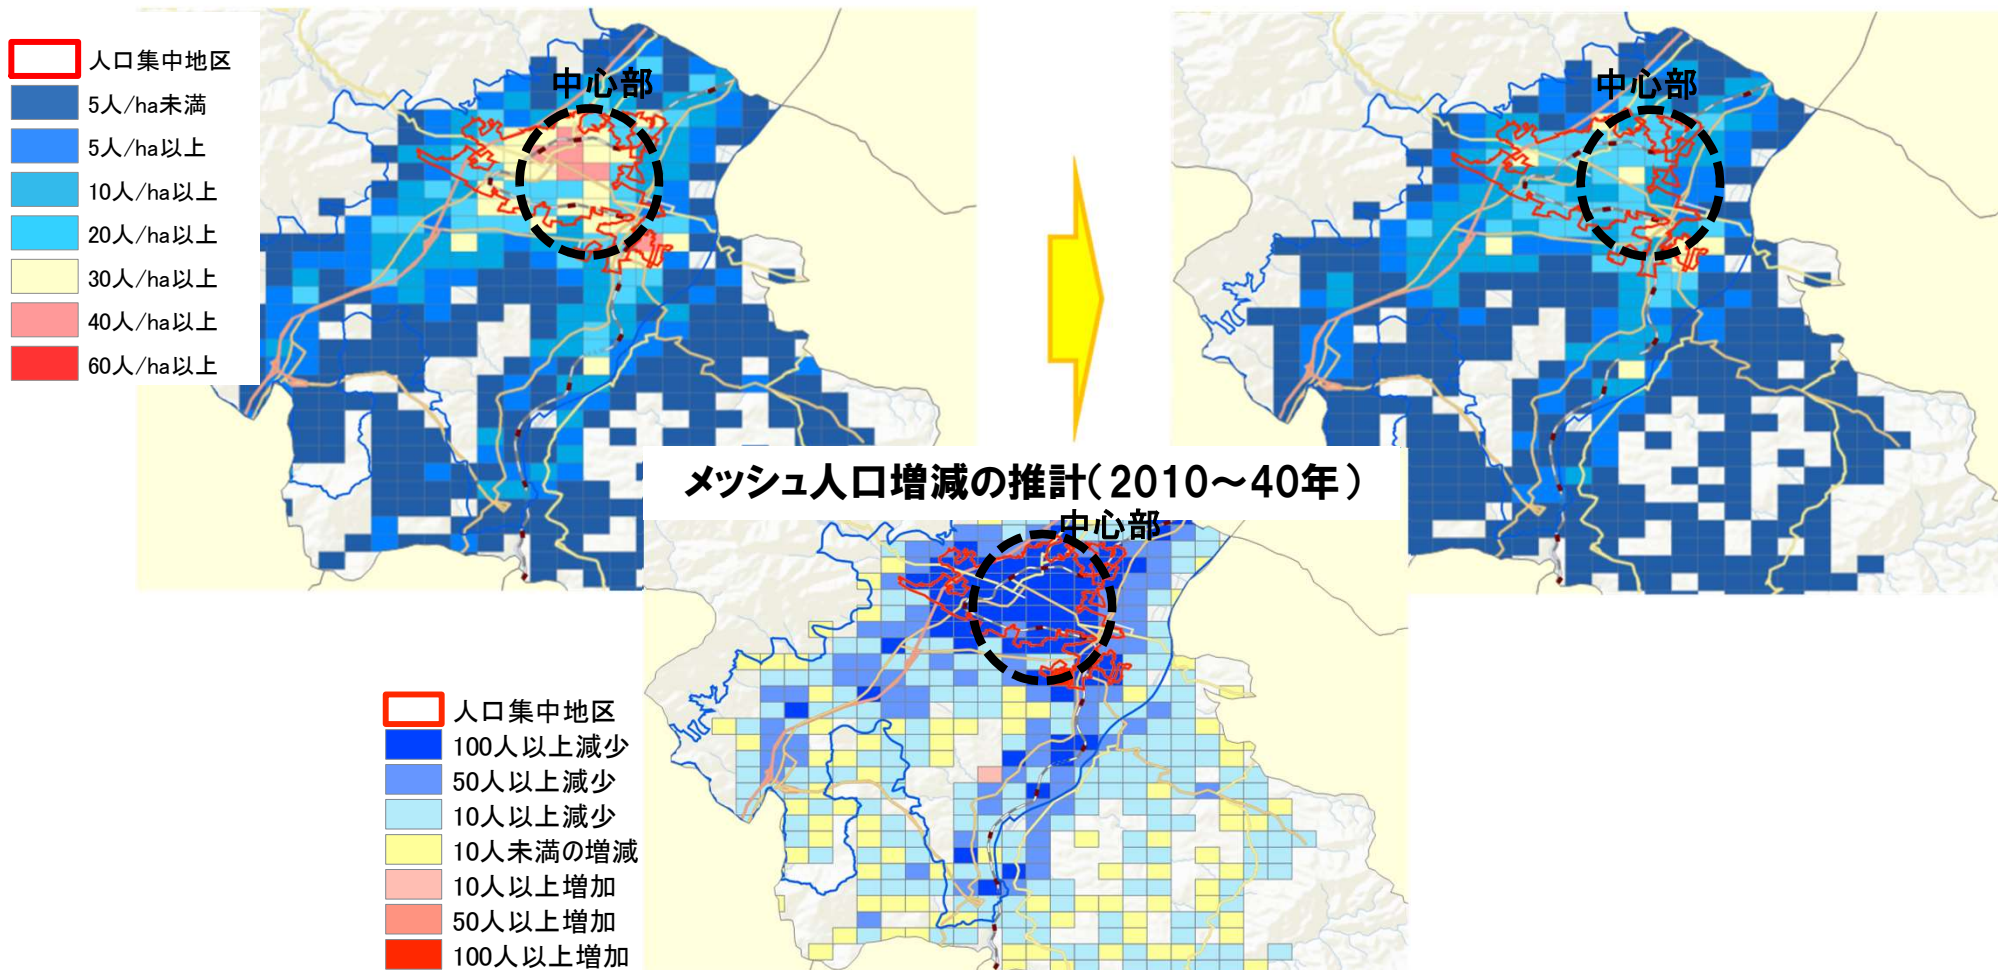 人口集中地区
5人/ha未満
5人/ha以上
10人/ha以上
20人/ha以上
30人/ha以上
40人/ha以上
60人/ha以上
中心部
中心部
メッシュ人口増減の推計(2010～40年)
中心部
人口集中地区
100人以上減少
50人以上減少
10人以上減少
10人未満の増減
10人以上増加
50人以上増加
100人以上増加